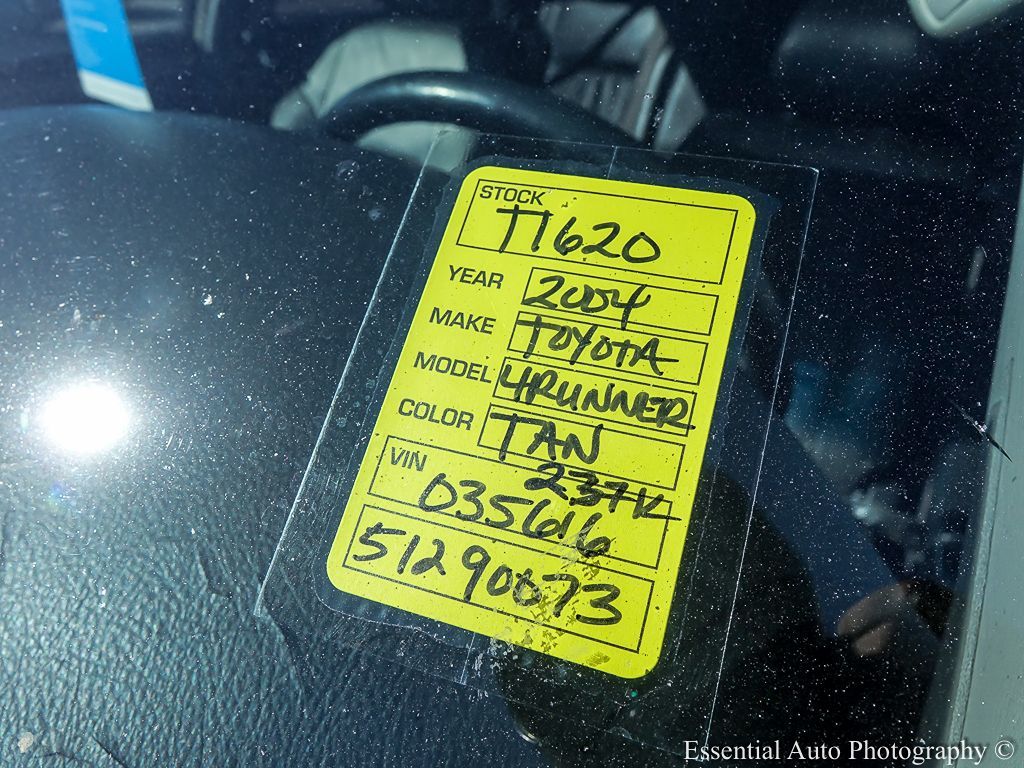 STOCK
T1620
YEAR 2004
MAKE TOYOTA
MODEL 4RUNNER
COLOR TAN
237K
VIN 035616
51290073
Essential Auto Photography ©